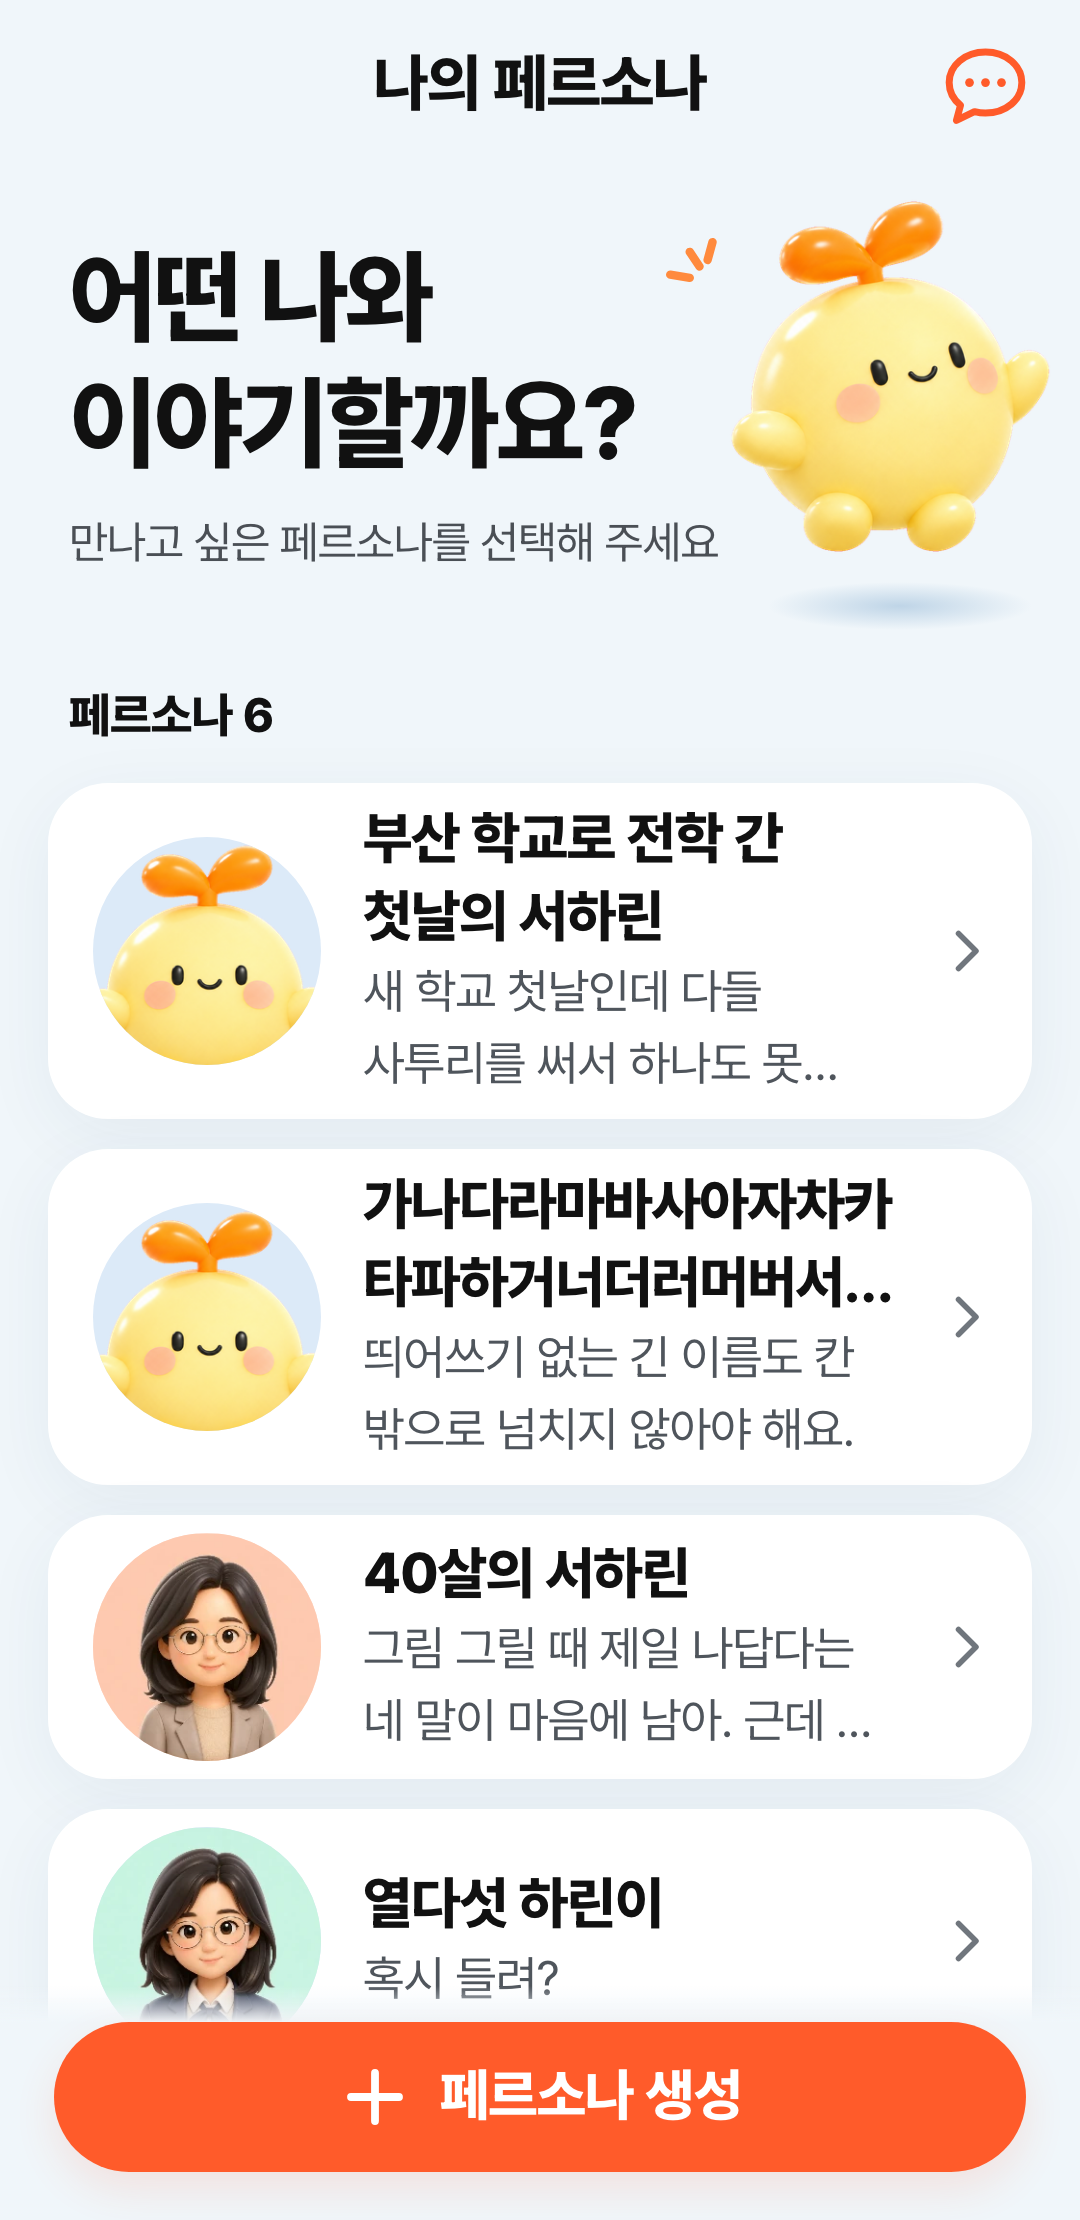 나의 페르소나
어떤 나와
이야기할까요?
만나고 싶은 페르소나를 선택해 주세요
페르소나 6
부산 학교로 전학 간
첫날의 서하린
새 학교 첫날인데 다들
사투리를 써서 하나도 못...
가나다라마바사아자차카
타파하거너더러머버서...
띄어쓰기 없는 긴 이름도 칸
밖으로 넘치지 않아야 해요.
40살의 서하린
그림 그릴 때 제일 나답다는
네 말이 마음에 남아. 근데 ...
열다섯 하린이
혹시 들려?
페르소나 생성